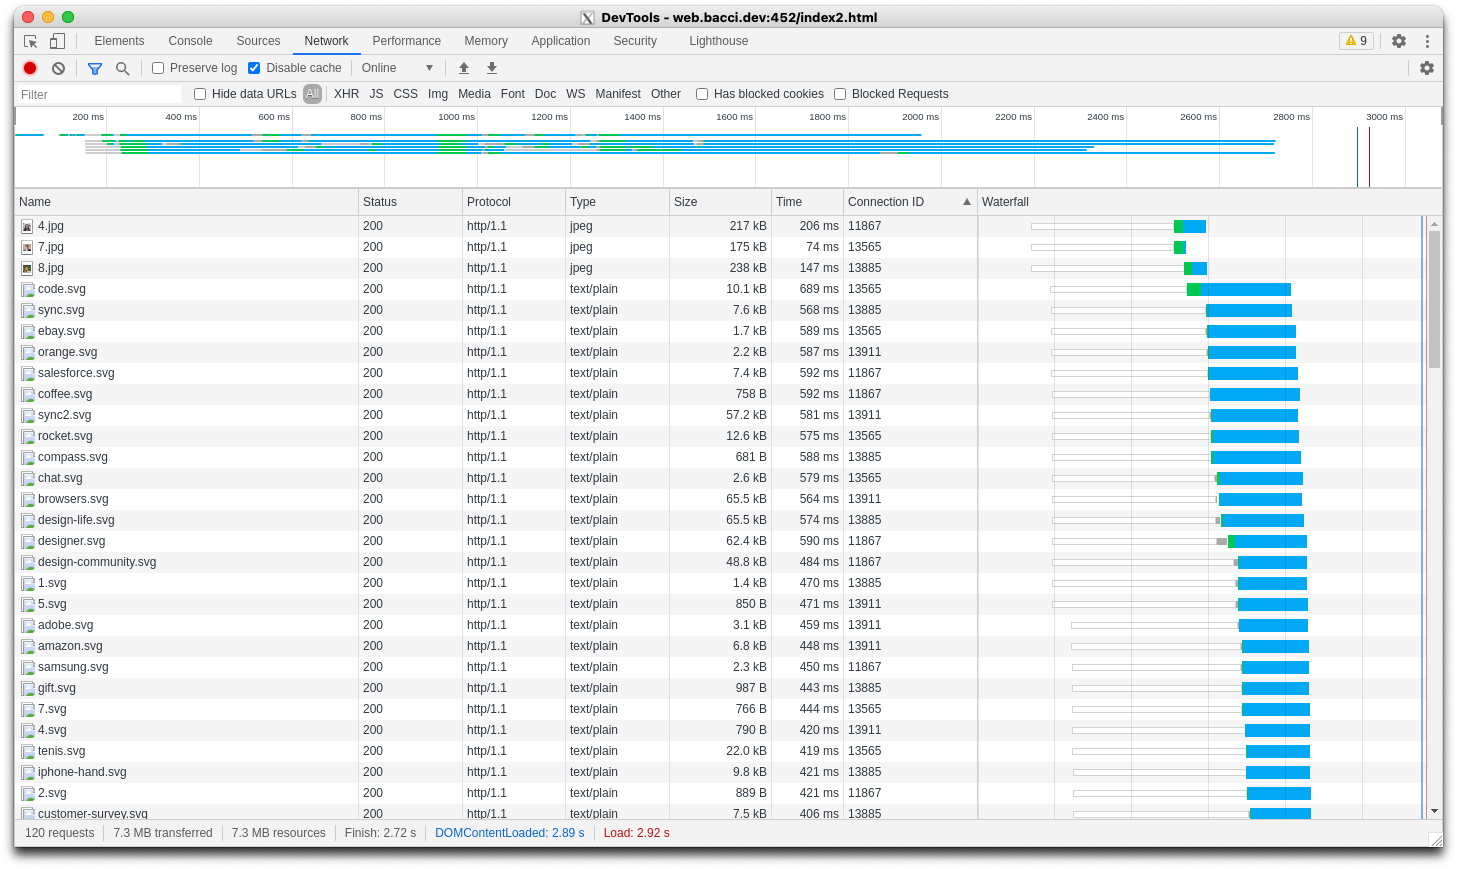 DevTools - web.bacci.dev:452/index2.html
Elements Console Sources Network Performance Memory Application Security Lighthouse 9
Preserve log Disable cache Online
Filter Hide data URLs All XHR JS CSS Img Media Font Doc WS Manifest Other Has blocked cookies Blocked Requests
200 ms 400 ms 600 ms 800 ms 1000 ms 1200 ms 1400 ms 1600 ms 1800 ms 2000 ms 2200 ms 2400 ms 2600 ms 2800 ms 3000 ms
Name Status Protocol Type Size Time Connection ID Waterfall
4.jpg 200 http/1.1 jpeg 217 kB 206 ms 11867
7.jpg 200 http/1.1 jpeg 175 kB 74 ms 13565
8.jpg 200 http/1.1 jpeg 238 kB 147 ms 13885
code.svg 200 http/1.1 text/plain 10.1 kB 689 ms 13565
sync.svg 200 http/1.1 text/plain 7.6 kB 568 ms 13885
ebay.svg 200 http/1.1 text/plain 1.7 kB 589 ms 13565
orange.svg 200 http/1.1 text/plain 2.2 kB 587 ms 13911
salesforce.svg 200 http/1.1 text/plain 7.4 kB 592 ms 11867
coffee.svg 200 http/1.1 text/plain 758 B 592 ms 11867
sync2.svg 200 http/1.1 text/plain 57.2 kB 581 ms 13911
rocket.svg 200 http/1.1 text/plain 12.6 kB 575 ms 13565
compass.svg 200 http/1.1 text/plain 681 B 588 ms 13885
chat.svg 200 http/1.1 text/plain 2.6 kB 579 ms 13565
browsers.svg 200 http/1.1 text/plain 65.5 kB 564 ms 13911
design-life.svg 200 http/1.1 text/plain 65.5 kB 574 ms 13885
designer.svg 200 http/1.1 text/plain 62.4 kB 590 ms 11867
design-community.svg 200 http/1.1 text/plain 48.8 kB 484 ms 11867
1.svg 200 http/1.1 text/plain 1.4 kB 470 ms 13885
5.svg 200 http/1.1 text/plain 850 B 471 ms 13911
adobe.svg 200 http/1.1 text/plain 3.1 kB 459 ms 13911
amazon.svg 200 http/1.1 text/plain 6.8 kB 448 ms 13911
samsung.svg 200 http/1.1 text/plain 2.3 kB 450 ms 11867
gift.svg 200 http/1.1 text/plain 987 B 443 ms 13885
7.svg 200 http/1.1 text/plain 766 B 444 ms 13565
4.svg 200 http/1.1 text/plain 790 B 420 ms 13911
tenis.svg 200 http/1.1 text/plain 22.0 kB 419 ms 13565
iphone-hand.svg 200 http/1.1 text/plain 9.8 kB 421 ms 13885
2.svg 200 http/1.1 text/plain 889 B 421 ms 11867
customer-survey.svg 200 http/1.1 text/plain 7.5 kB 406 ms 13565
120 requests 7.3 MB transferred 7.3 MB resources Finish: 2.72 s DOMContentLoaded: 2.89 s Load: 2.92 s